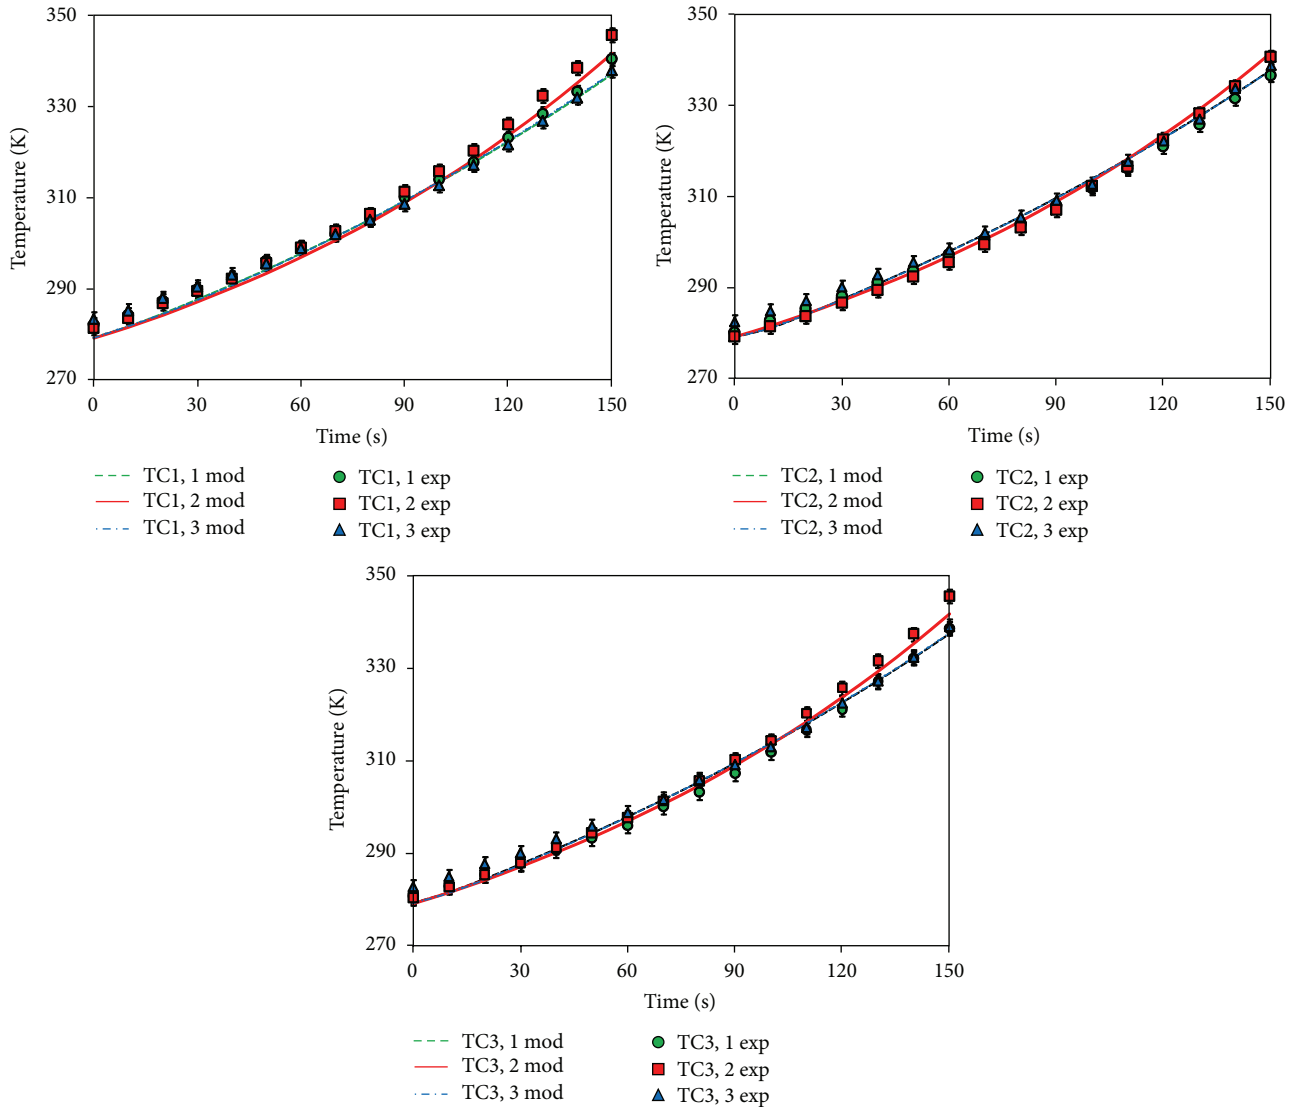 350
330
310
290
270
Temperature (K)
0 30 60 90 120 150
Time (s)
TC1, 1 mod TC1, 1 exp
TC1, 2 mod TC1, 2 exp
TC1, 3 mod TC1, 3 exp
350
330
310
290
270
Temperature (K)
0 30 60 90 120 150
Time (s)
TC2, 1 mod TC2, 1 exp
TC2, 2 mod TC2, 2 exp
TC2, 3 mod TC2, 3 exp
350
330
310
290
270
Temperature (K)
0 30 60 90 120 150
Time (s)
TC3, 1 mod TC3, 1 exp
TC3, 2 mod TC3, 2 exp
TC3, 3 mod TC3, 3 exp